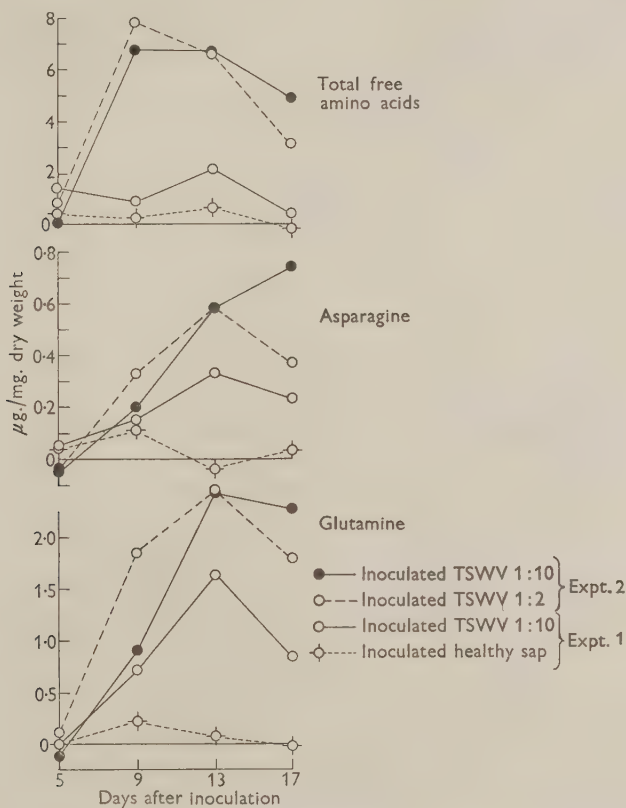 8
6
4
2
0
Total free
amino acids
0·8
0·6
0·4
0·2
0
Asparagine
µg./mg. dry weight
2·0
1·5
1·0
0·5
0
Glutamine
Inoculated TSWV 1:10
Inoculated TSWV 1:2
Expt. 2
Inoculated TSWV 1:10
Inoculated healthy sap
Expt. 1
5 9 13 17
Days after inoculation